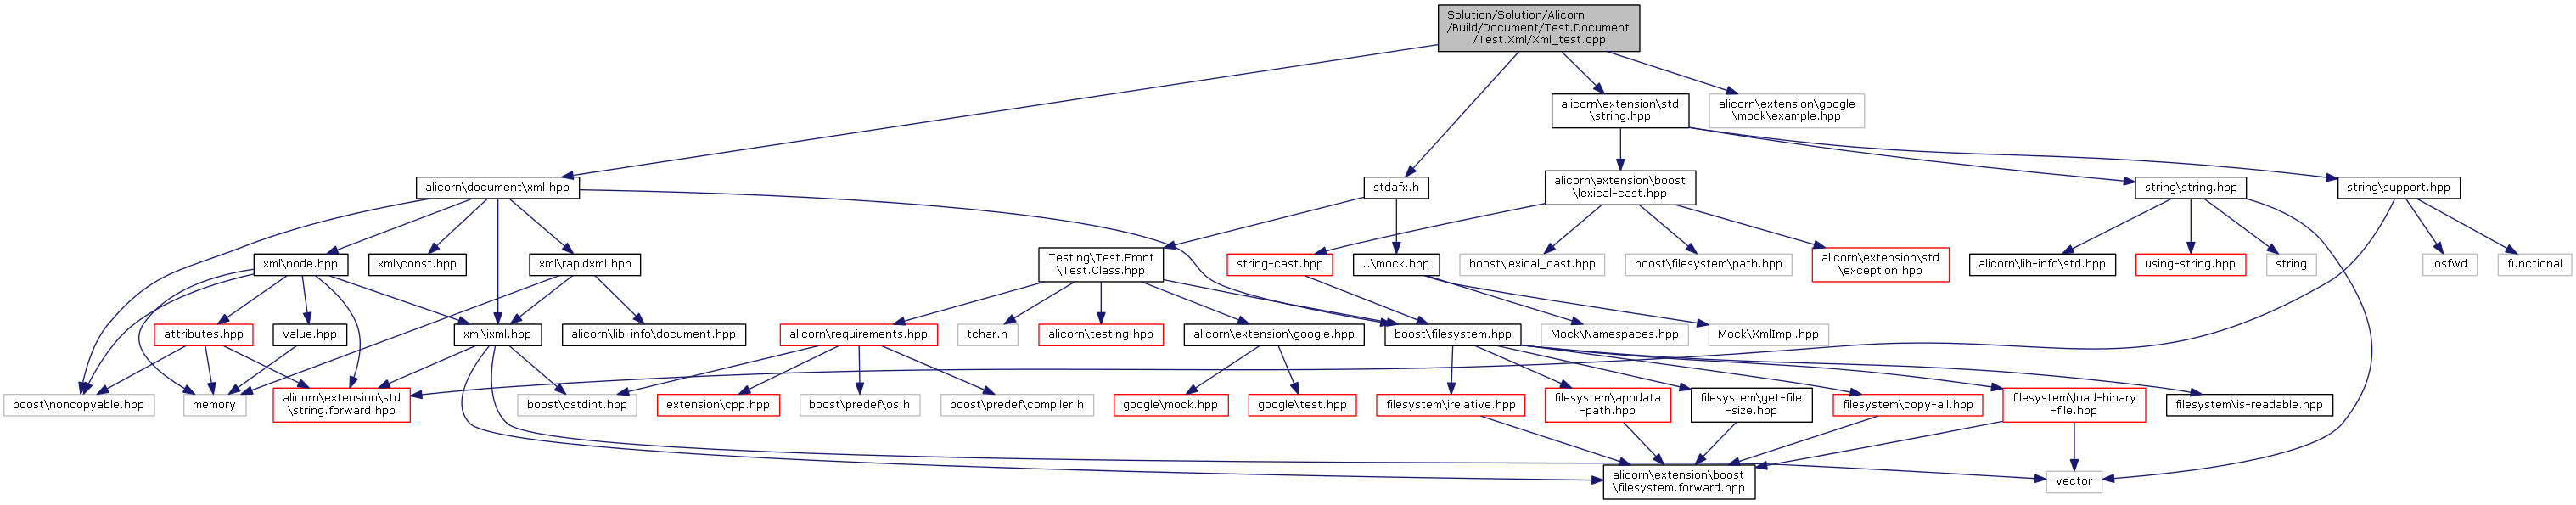 Solution/Solution/Alicorn
/Build/Document/Test.Document
/Test.Xml/Xml_test.cpp
alicorn\extension\std
\string.hpp
alicorn\extension\google
\mock\example.hpp
alicorn\document\xml.hpp
stdafx.h
alicorn\extension\boost
\lexical-cast.hpp
string\string.hpp
string\support.hpp
xml\node.hpp
xml\const.hpp
xml\rapidxml.hpp
Testing\Test.Front
\Test.Class.hpp
string-cast.hpp
..\mock.hpp
boost\lexical_cast.hpp
boost\filesystem\path.hpp
alicorn\extension\std
\exception.hpp
alicorn\lib-info\std.hpp
using-string.hpp
string
iosfwd
functional
attributes.hpp
value.hpp
xml\ixml.hpp
alicorn\lib-info\document.hpp
alicorn\requirements.hpp
tchar.h
alicorn\testing.hpp
alicorn\extension\google.hpp
boost\filesystem.hpp
Mock\Namespaces.hpp
Mock\XmlImpl.hpp
boost\noncopyable.hpp
memory
alicorn\extension\std
\string.forward.hpp
boost\cstdint.hpp
extension\cpp.hpp
boost\predef\os.h
boost\predef\compiler.h
google\mock.hpp
google\test.hpp
filesystem\irelative.hpp
filesystem\appdata
-path.hpp
filesystem\get-file
-size.hpp
filesystem\copy-all.hpp
filesystem\load-binary
-file.hpp
filesystem\is-readable.hpp
alicorn\extension\boost
\filesystem.forward.hpp
vector